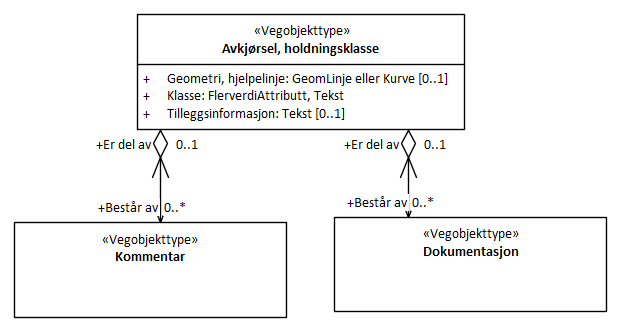 «Vegobjekttype»
Avkjørsel, holdningsklasse
+ Geometri, hjelpelinje: GeomLinje eller Kurve [0..1]
+ Klasse: FlerverdiAttributt, Tekst
+ Tilleggsinformasjon: Tekst [0..1]
+Er del av 0..1
+Er del av 0..1
+Består av 0..*
+Består av 0..*
«Vegobjekttype»
Kommentar
«Vegobjekttype»
Dokumentasjon